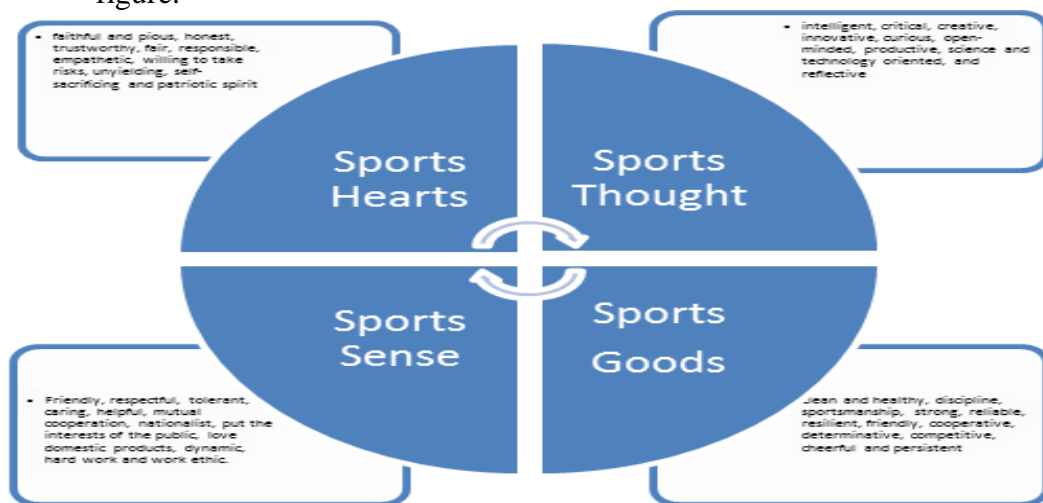 figure.
• faithful and pious, honest,
trustworthy, fair, responsible,
empathetic, willing to take
risks, unyielding, self-
sacrificing and patriotic spirit
• intelligent, critical, creative,
innovative, curious, open-
minded, productive, science and
technology oriented, and
reflective
Sports
Hearts
Sports
Thought
Sports
Sense
Sports
Goods
• Friendly, respectful, tolerant,
caring, helpful, mutual
cooperation, nationalist, put the
interests of the public, love
domestic products, dynamic,
hard work and work ethic.
clean and healthy, discipline,
sportsmanship, strong, reliable,
resilient, friendly, cooperative,
determinative, competitive,
cheerful and persistent